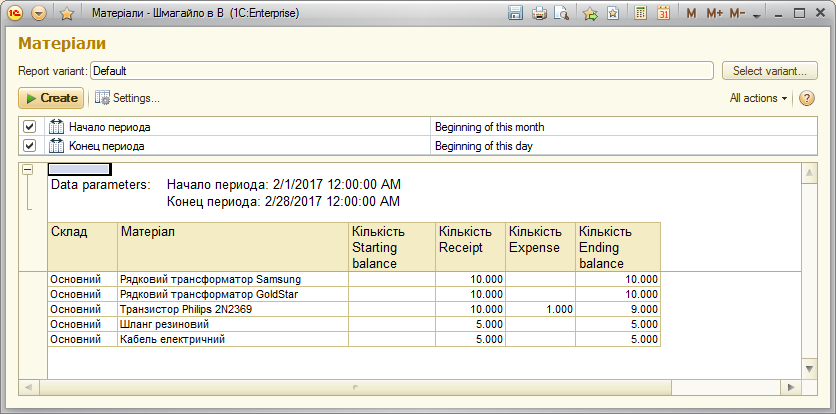 Матеріали - Шмагайло в В (1C:Enterprise)
M M+ M-
Матеріали
Report variant: Default Select variant...
Create Settings... All actions ?
Начало периода Beginning of this month
Конец периода Beginning of this day
Data parameters: Начало периода: 2/1/2017 12:00:00 AM
Конец периода: 2/28/2017 12:00:00 AM
Склад Матеріал Кількість Starting balance Кількість Receipt Кількість Expense Кількість Ending balance
Основний Рядковий трансформатор Samsung 10.000 10.000
Основний Рядковий трансформатор GoldStar 10.000 10.000
Основний Транзистор Philips 2N2369 10.000 1.000 9.000
Основний Шланг резиновий 5.000 5.000
Основний Кабель електричний 5.000 5.000